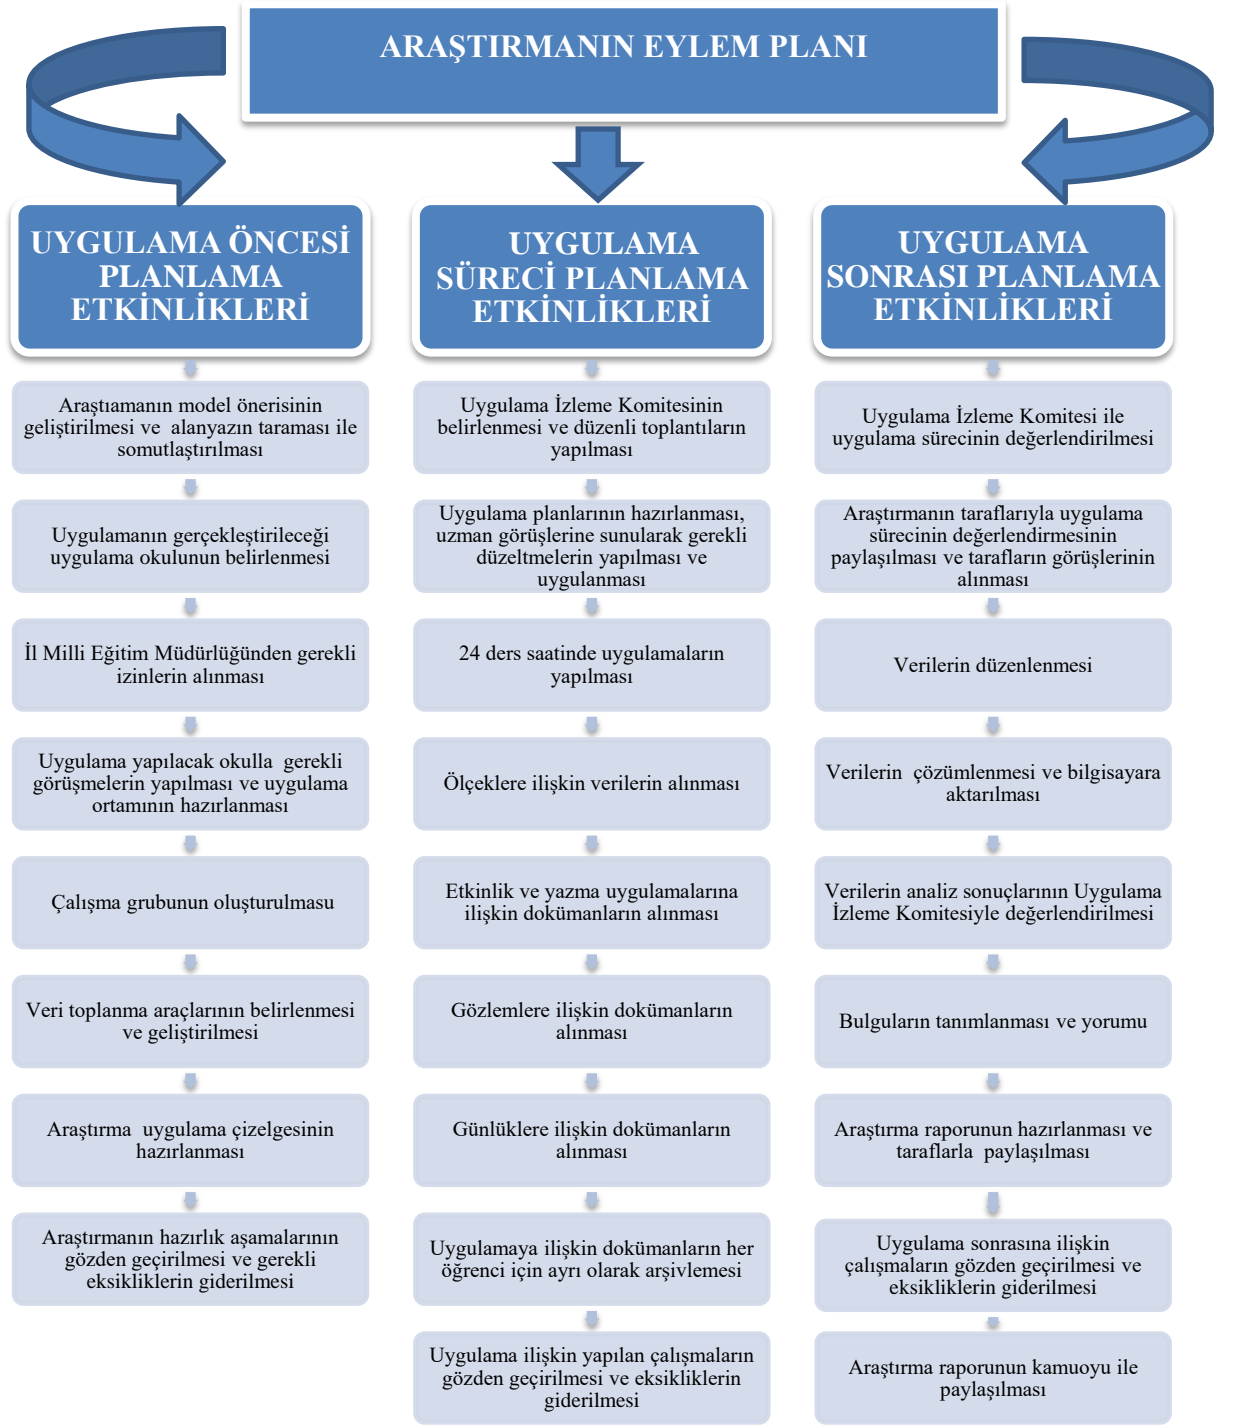 ARAŞTIRMANIN EYLEM PLANI
UYGULAMA ÖNCESİ
PLANLAMA
ETKİNLİKLERİ
Araştıamanın model önerisinin
geliştirilmesi ve  alanyazın taraması ile
somutlaştırılması
Uygulamanın gerçekleştirileceği
uygulama okulunun belirlenmesi
İl Milli Eğitim Müdürlüğünden gerekli
izinlerin alınması
Uygulama yapılacak okulla  gerekli
görüşmelerin yapılması ve uygulama
ortamının hazırlanması
Çalışma grubunun oluşturulması
Veri toplanma araçlarının belirlenmesi
ve geliştirilmesi
Araştırma  uygulama çizelgesinin
hazırlanması
Araştırmanın hazırlık aşamalarının
gözden geçirilmesi ve gerekli
eksikliklerin giderilmesi
UYGULAMA
SÜRECİ PLANLAMA
ETKİNLİKLERİ
Uygulama İzleme Komitesinin
belirlenmesi ve düzenli toplantıların
yapılması
Uygulama planlarının hazırlanması,
uzman görüşlerine sunularak gerekli
düzeltmelerin yapılması ve
uygulanması
24 ders saatinde uygulamaların
yapılması
Ölçeklere ilişkin verilerin alınması
Etkinlik ve yazma uygulamalarına
ilişkin dokümanların alınması
Gözlemlere ilişkin dokümanların
alınması
Günlüklere ilişkin dokümanların
alınması
Uygulamaya ilişkin dokümanların her
öğrenci için ayrı olarak arşivlemesi
Uygulama ilişkin yapılan çalışmaların
gözden geçirilmesi ve eksikliklerin
giderilmesi
UYGULAMA
SONRASI PLANLAMA
ETKİNLİKLERİ
Uygulama İzleme Komitesi ile
uygulama sürecinin değerlendirilmesi
Araştırmanın taraflarıyla uygulama
sürecinin değerlendirmesinin
paylaşılması ve tarafların görüşlerinin
alınması
Verilerin düzenlenmesi
Verilerin  çözümlenmesi ve bilgisayara
aktarılması
Verilerin analiz sonuçlarının Uygulama
İzleme Komitesiyle değerlendirilmesi
Bulguların tanımlanması ve yorumu
Araştırma raporunun hazırlanması ve
taraflarla  paylaşılması
Uygulama sonrasına ilişkin
çalışmaların gözden geçirilmesi ve
eksikliklerin giderilmesi
Araştırma raporunun kamuoyu ile
paylaşılması